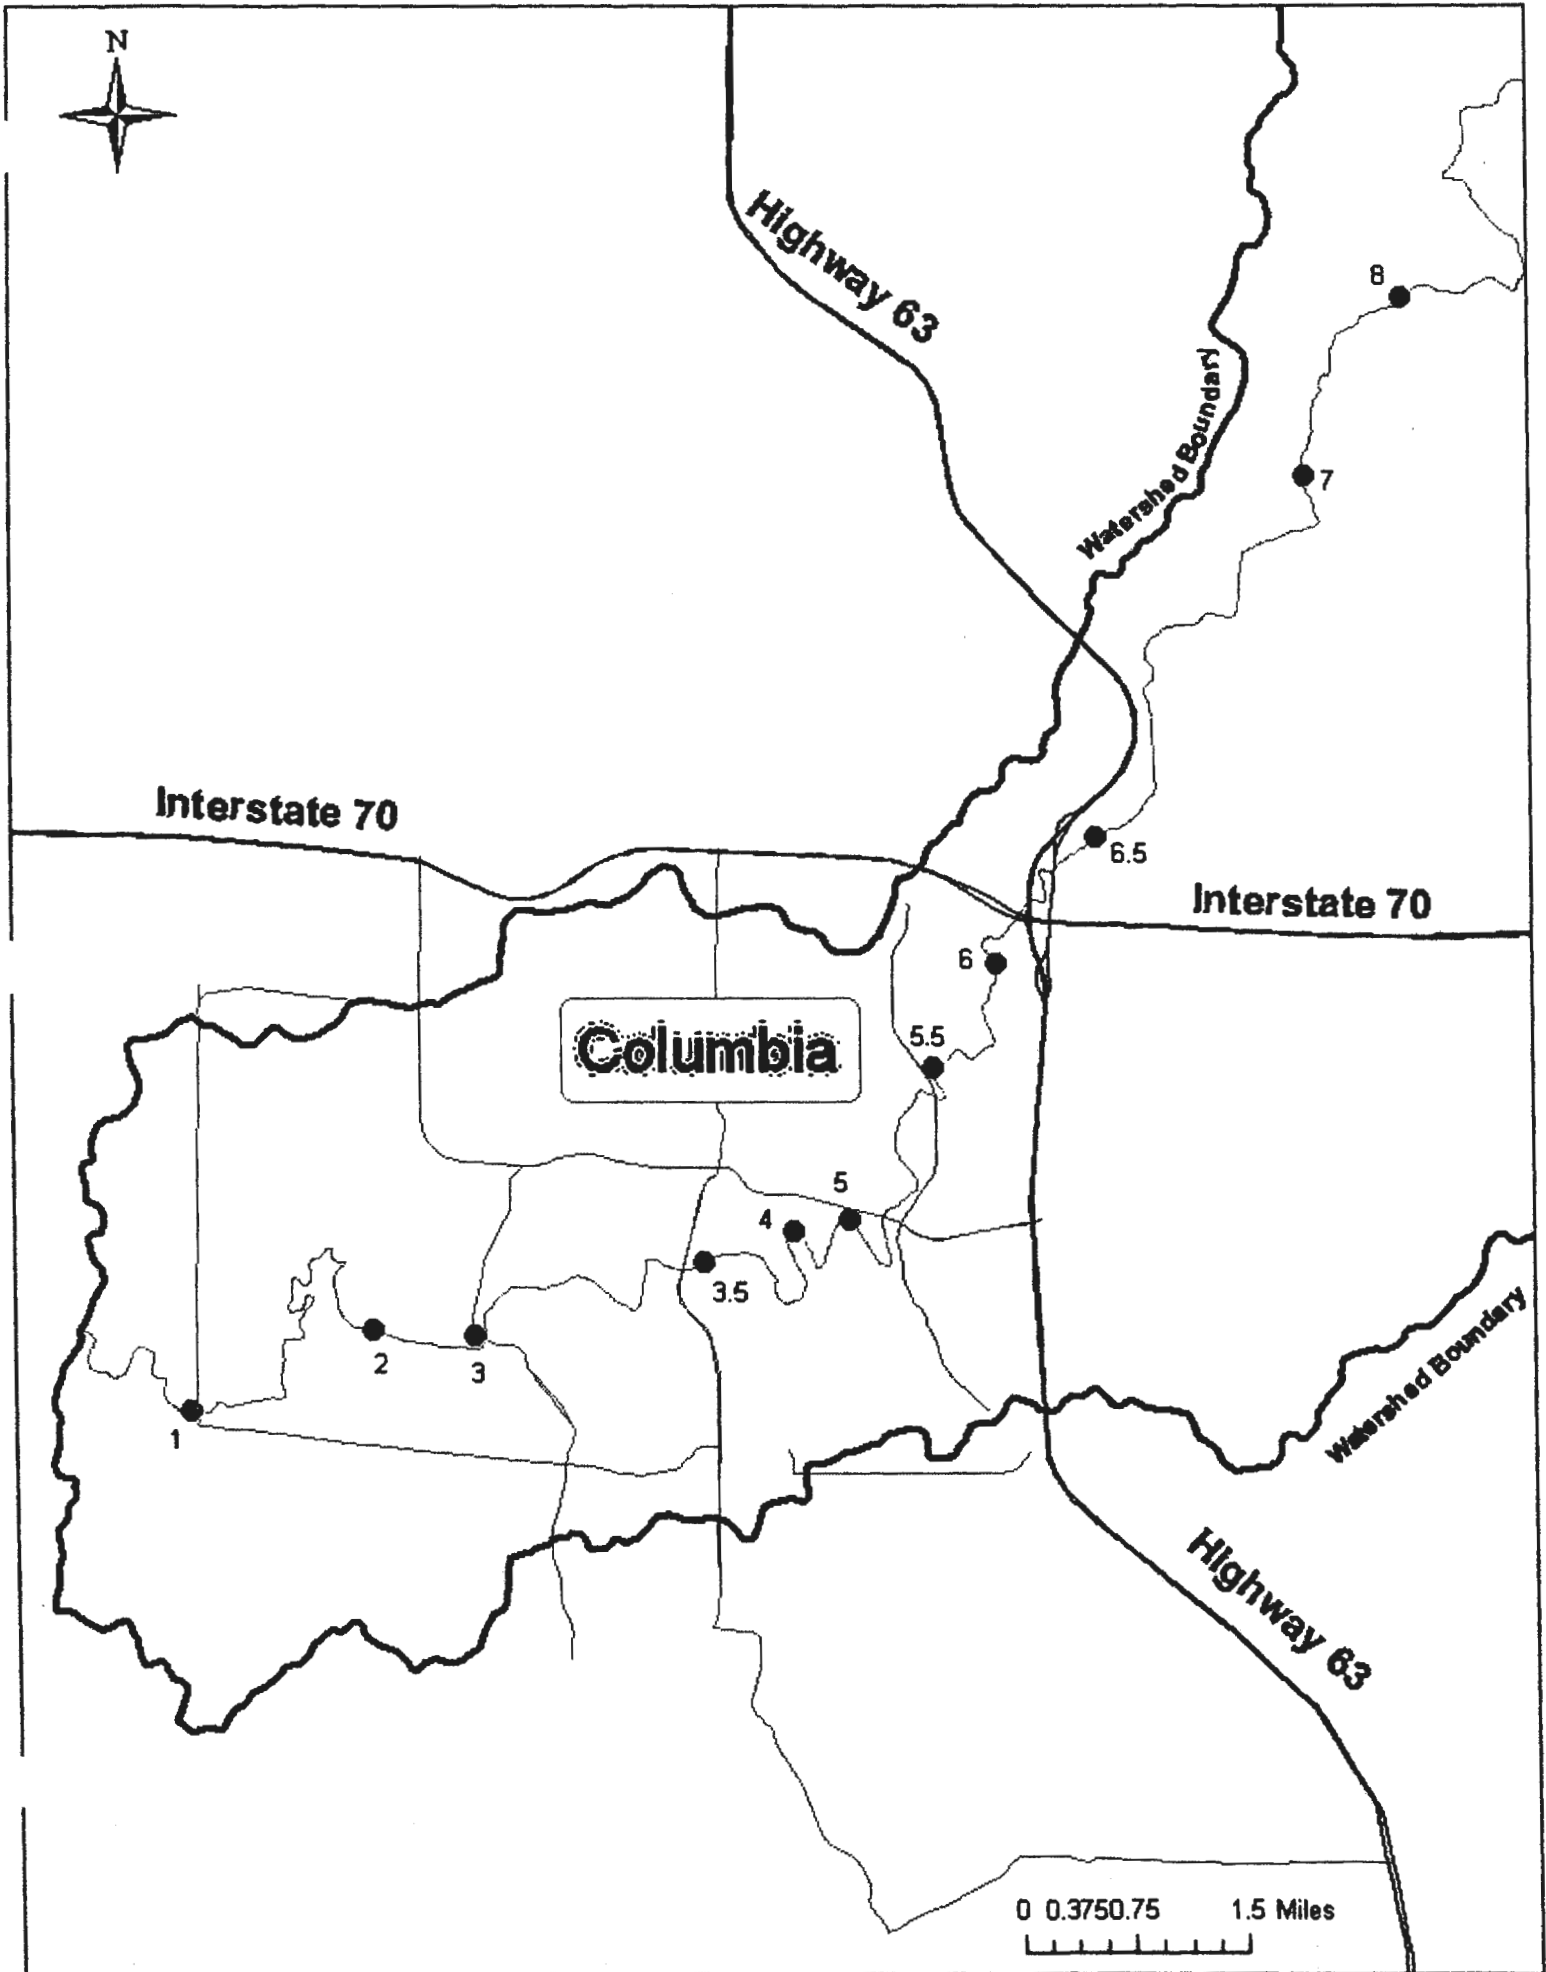 N
Highway 63
8
Watershed Boundary
7
Interstate 70
6.5
Interstate 70
6
Columbia
5.5
5
4
3.5
2
3
1
Watershed Boundary
Highway 63
0 0.3750.75 1.5 Miles